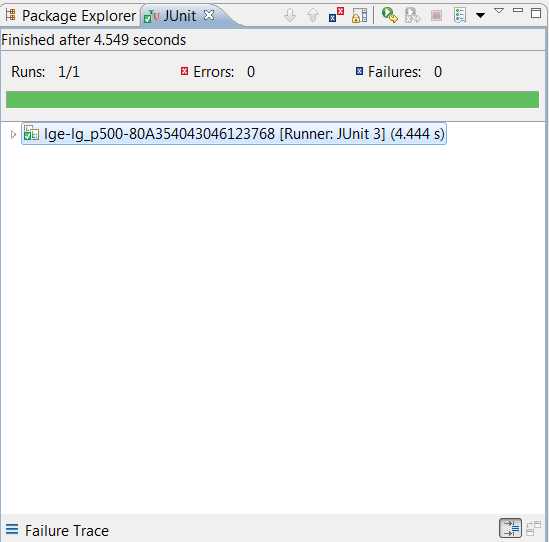 Package Explorer JUnit
Finished after 4.549 seconds
Runs: 1/1 Errors: 0 Failures: 0
lge-lg_p500-80A354043046123768 [Runner: JUnit 3] (4.444 s)
Failure Trace